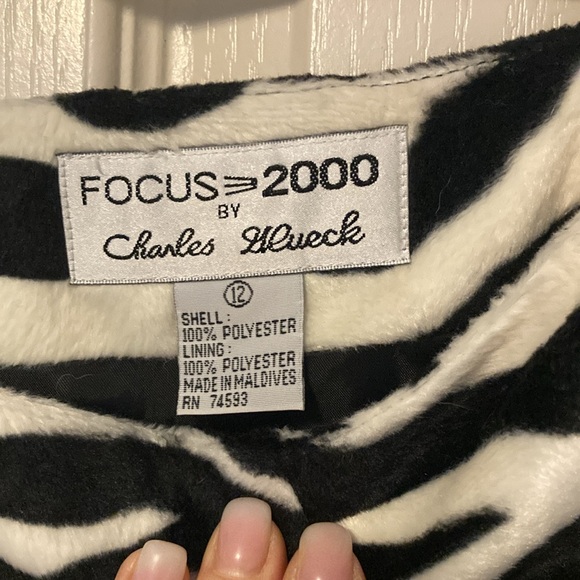 FOCUS 2000
BY
Charles Glueck
12
SHELL:
100% POLYESTER
LINING:
100% POLYESTER
MADE IN MALDIVES
RN 74593